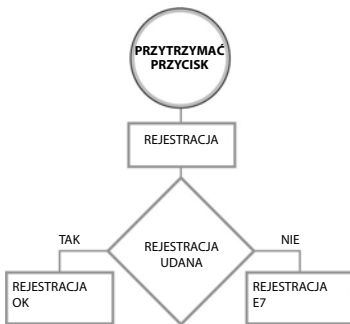 PRZYTRZYMAĆ
PRZYCISK
REJESTRACJA
TAK
NIE
REJESTRACJA
UDANA
REJESTRACJA
OK
REJESTRACJA
E7